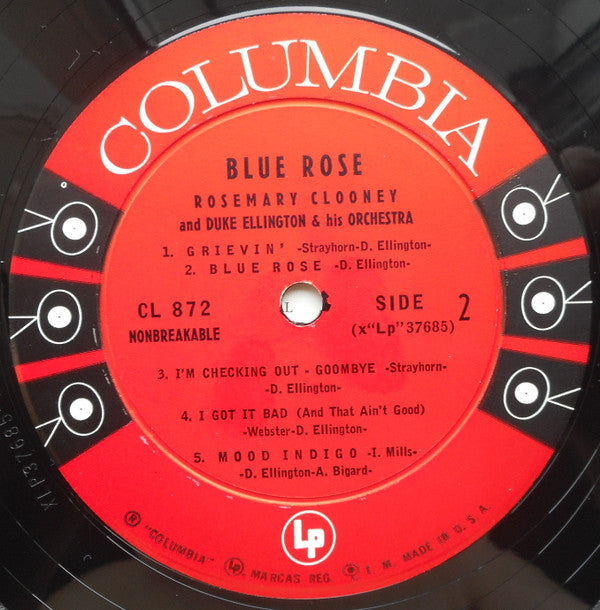 COLUMBIA
BLUE ROSE
ROSEMARY CLOONEY
and DUKE ELLINGTON & his ORCHESTRA
1. GRIEVIN' -Strayhorn-D. Ellington-
2. BLUE ROSE -D. Ellington-
CL 872
NONBREAKABLE
SIDE 2
(x"Lp"37685)
3. I'M CHECKING OUT - GOOMBYE -Strayhorn-
-D. Ellington-
4. I GOT IT BAD (And That Ain't Good)
-Webster-D. Ellington-
5. MOOD INDIGO -I. Mills-
-D. Ellington-A. Bigard-
Lp
® "COLUMBIA" Lp MARCAS REG. T. M. MADE IN U.S.A.
XLP37685